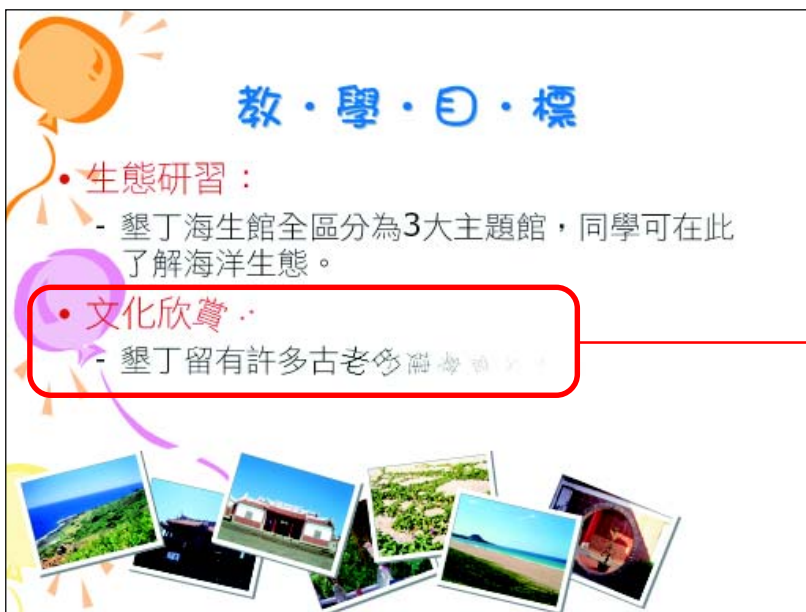 教・學・目・標
• 生態研習：
- 墾丁海生館全區分為3大主題館，同學可在此
了解海洋生態。
• 文化欣賞：
- 墾丁留有許多古老的建